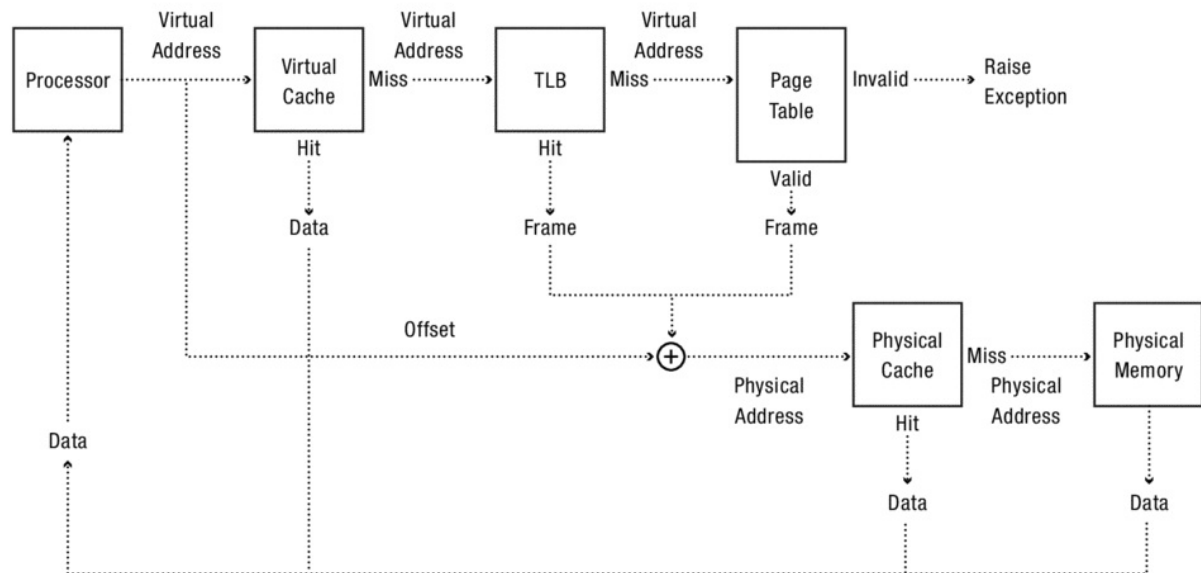 Virtual
Address
Virtual
Address
Virtual
Address
Processor
Virtual
Cache
Miss
TLB
Miss
Page
Table
Invalid
Raise
Exception
Hit
Hit
Valid
Data
Frame
Frame
Offset
Physical
Cache
Miss
Physical
Memory
Physical
Address
Physical
Address
Hit
Data
Data
Data